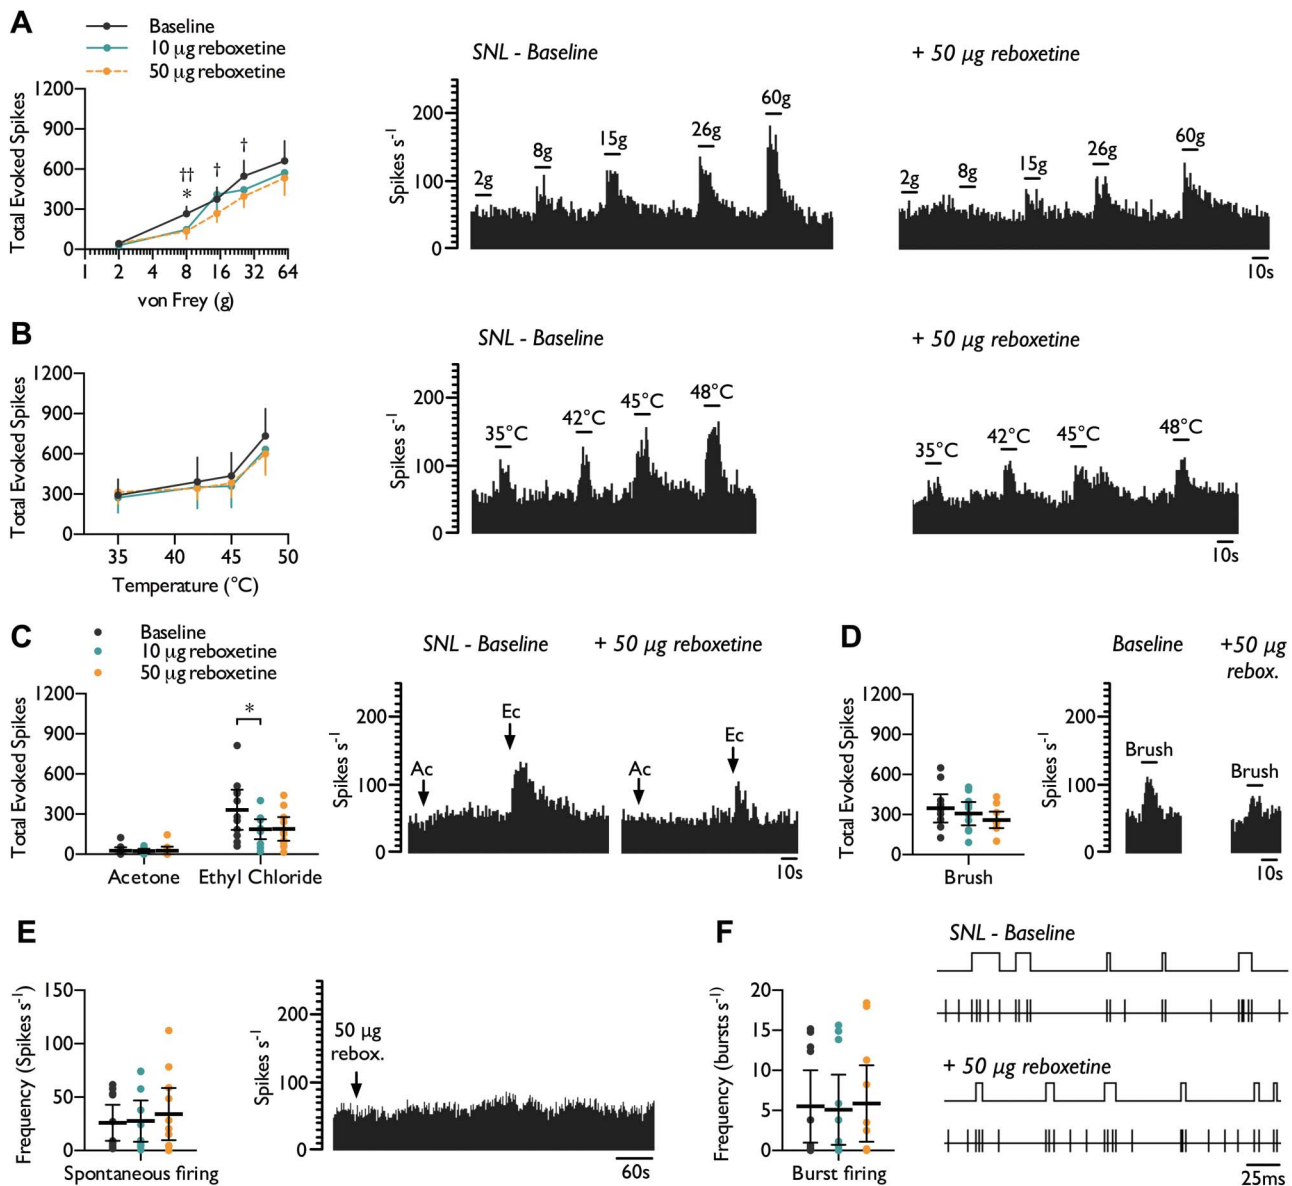 A
Baseline
10 µg reboxetine
50 µg reboxetine
Total Evoked Spikes
1200
900
600
300
0
††
*
†
†
1 2 4 8 16 32 64
von Frey (g)
SNL - Baseline
Spikes s⁻¹
200
100
0
2g
8g
15g
26g
60g
+ 50 µg reboxetine
2g
8g
15g
26g
60g
10s
B
Total Evoked Spikes
1200
900
600
300
0
35 40 45 50
Temperature (°C)
SNL - Baseline
Spikes s⁻¹
200
100
0
35°C
42°C
45°C
48°C
+ 50 µg reboxetine
35°C
42°C
45°C
48°C
10s
C
Baseline
10 µg reboxetine
50 µg reboxetine
Total Evoked Spikes
1200
900
600
300
0
*
Acetone Ethyl Chloride
SNL - Baseline
+ 50 µg reboxetine
Spikes s⁻¹
200
100
0
Ac
Ec
Ac
Ec
10s
D
Total Evoked Spikes
1200
900
600
300
0
Brush
Baseline
+50 µg
rebox.
Spikes s⁻¹
200
100
0
Brush
Brush
10s
E
Frequency (Spikes s⁻¹)
150
100
50
0
Spontaneous firing
Spikes s⁻¹
200
100
0
50 µg
rebox.
60s
F
Frequency (bursts s⁻¹)
20
15
10
5
0
Burst firing
SNL - Baseline
+ 50 µg reboxetine
25ms